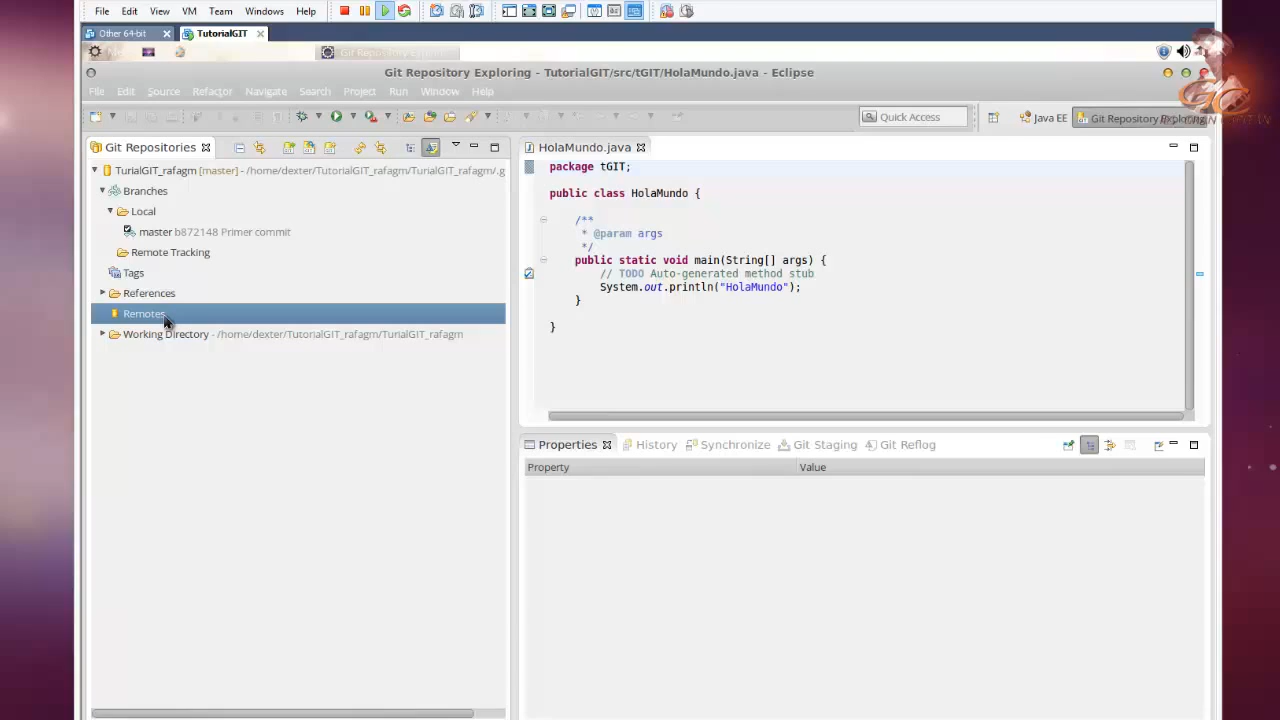 File Edit View VM Team Windows Help
Other 64-bit TutorialGIT
Git Repository Exploring - TutorialGIT/src/tGIT/HolaMundo.java - Eclipse
File Edit Source Refactor Navigate Search Project Run Window Help
Quick Access Java EE Git Repository Exploring
Git Repositories
TurialGIT_rafagm [master] - /home/dexter/TutorialGIT_rafagm/TurialGIT_rafagm/.g
Branches
Local
master b872148 Primer commit
Remote Tracking
Tags
References
Remotes
Working Directory - /home/dexter/TutorialGIT_rafagm/TurialGIT_rafagm
HolaMundo.java
package tGIT;
public class HolaMundo {
/**
* @param args
*/
public static void main(String[] args) {
// TODO Auto-generated method stub
System.out.println("HolaMundo");
}
}
Properties History Synchronize Git Staging Git Reflog
Property Value